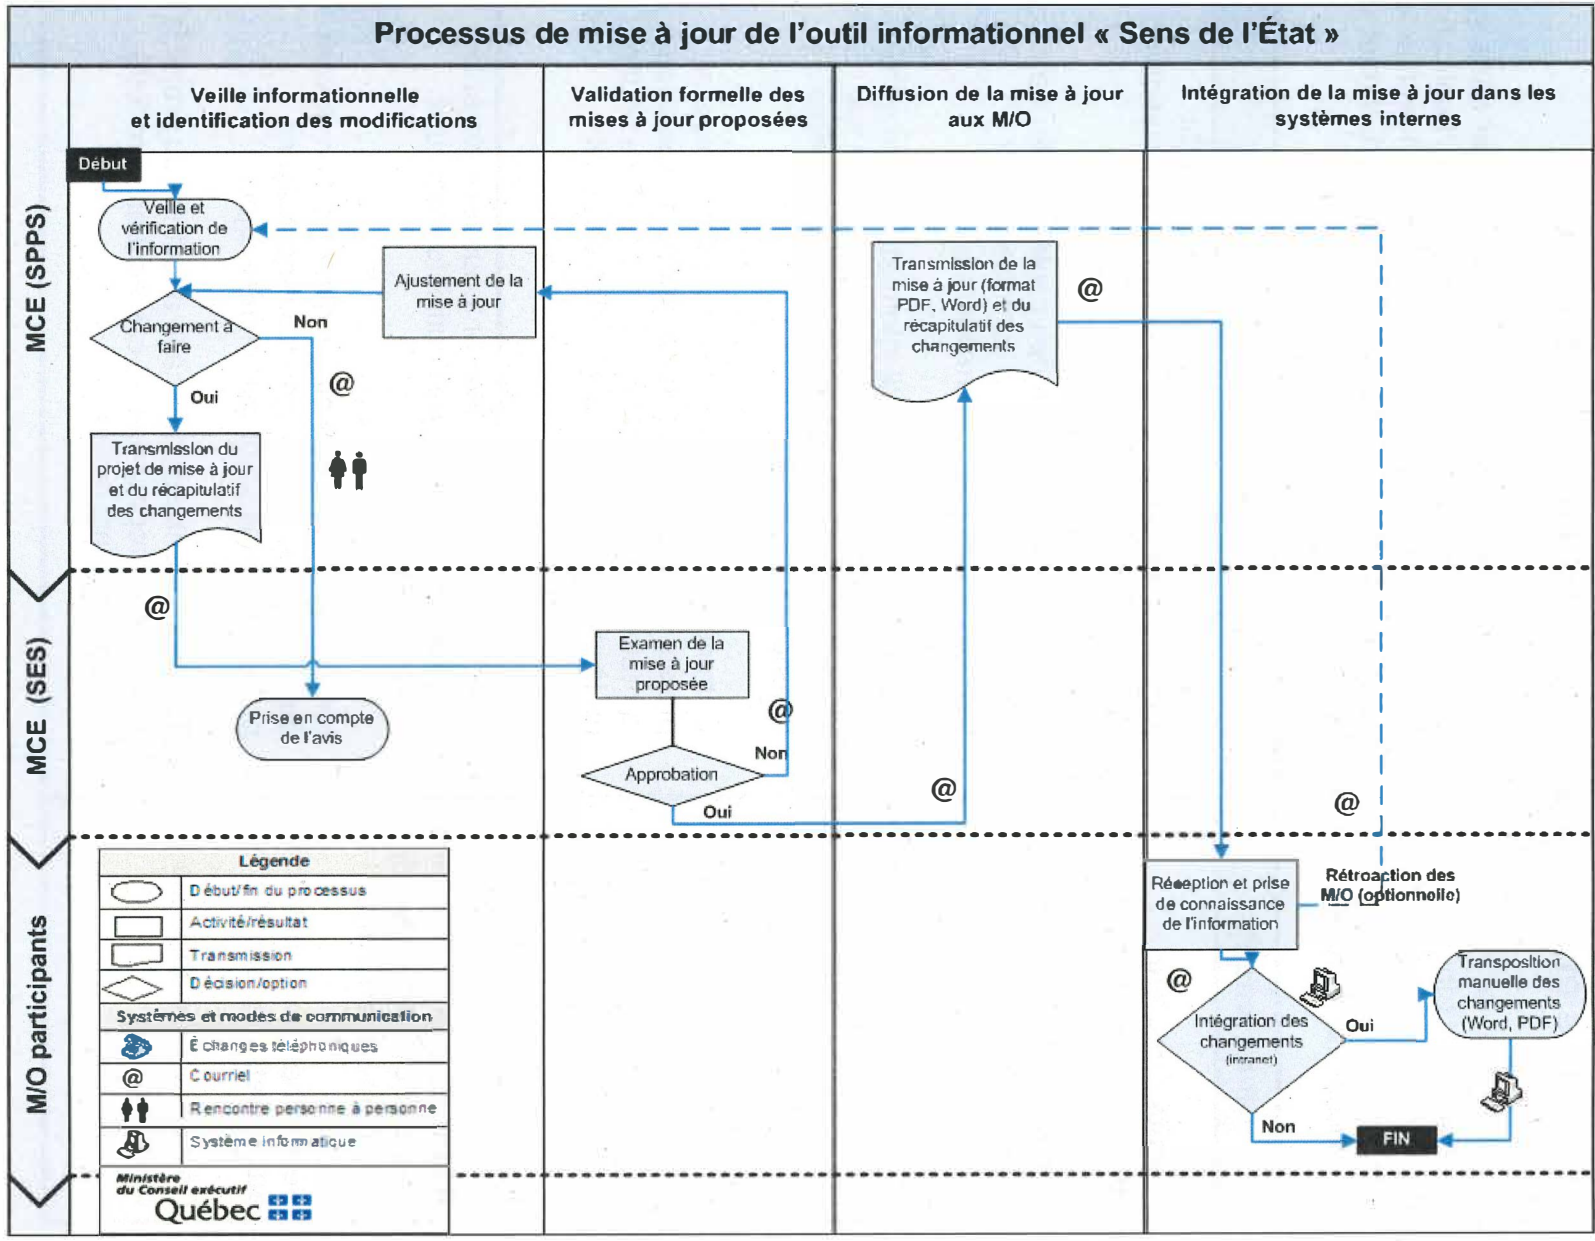 Processus de mise à jour de l'outil informationnel « Sens de l'État »
Veille informationnelle
et identification des modifications
Validation formelle des
mises à jour proposées
Diffusion de la mise à jour
aux M/O
Intégration de la mise à jour dans les
systèmes internes
MCE (SPPS)
Début
Veille et
vérification de
l'information
Ajustement de la
mise à jour
Changement à
faire
Non
@
Oui
Transmission du
projet de mise à jour
et du récapitulatif
des changements
Transmission de la
mise à jour (format
PDF, Word) et du
récapitulatif des
changements
@
MCE (SES)
@
Prise en compte
de l'avis
Examen de la
mise à jour
proposée
@
Non
Approbation
Oui
@
@
M/O participants
Réception et prise
de connaissance
de l'information
Rétroaction des
M/O (optionnelle)
@
Intégration des
changements
(intranet)
Oui
Non
Transposition
manuelle des
changements
(Word, PDF)
FIN
Légende
Début/fin du processus
Activité/résultat
Transmission
Décision/option
Systèmes et modes de communication
Échanges téléphoniques
@ Courriel
Rencontre personne à personne
Système informatique
Ministère
du Conseil exécutif
Québec